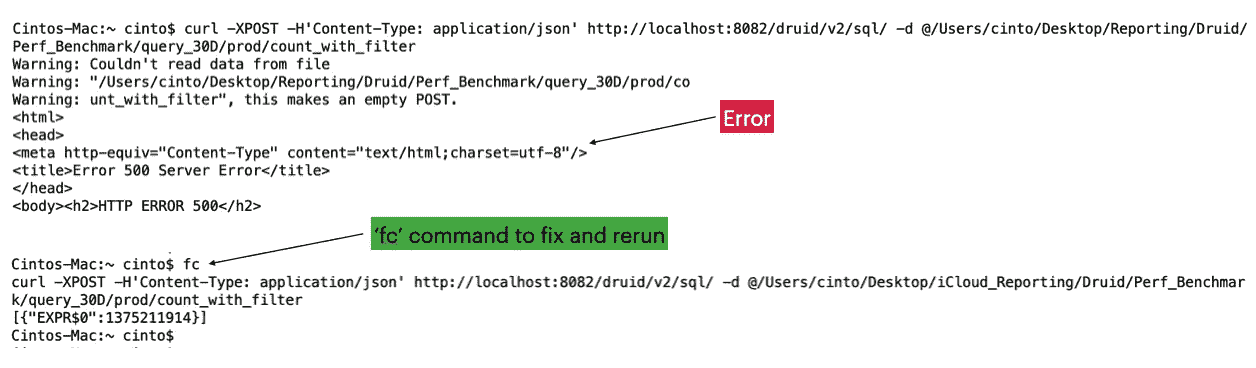 Cintos-Mac:~ cinto$ curl -XPOST -H'Content-Type: application/json' http://localhost:8082/druid/v2/sql/ -d @/Users/cinto/Desktop/Reporting/Druid/
Perf_Benchmark/query_30D/prod/count_with_filter
Warning: Couldn't read data from file
Warning: "/Users/cinto/Desktop/Reporting/Druid/Perf_Benchmark/query_30D/prod/co
Warning: unt_with_filter", this makes an empty POST.
<html>
<head>
Error
<meta http-equiv="Content-Type" content="text/html;charset=utf-8"/>
<title>Error 500 Server Error</title>
</head>
<body><h2>HTTP ERROR 500</h2>
'fc' command to fix and rerun
Cintos-Mac:~ cinto$ fc
curl -XPOST -H'Content-Type: application/json' http://localhost:8082/druid/v2/sql/ -d @/Users/cinto/Desktop/iCloud_Reporting/Druid/Perf_Benchmar
k/query_30D/prod/count_with_filter
[{"EXPR$0":1375211914}]
Cintos-Mac:~ cinto$